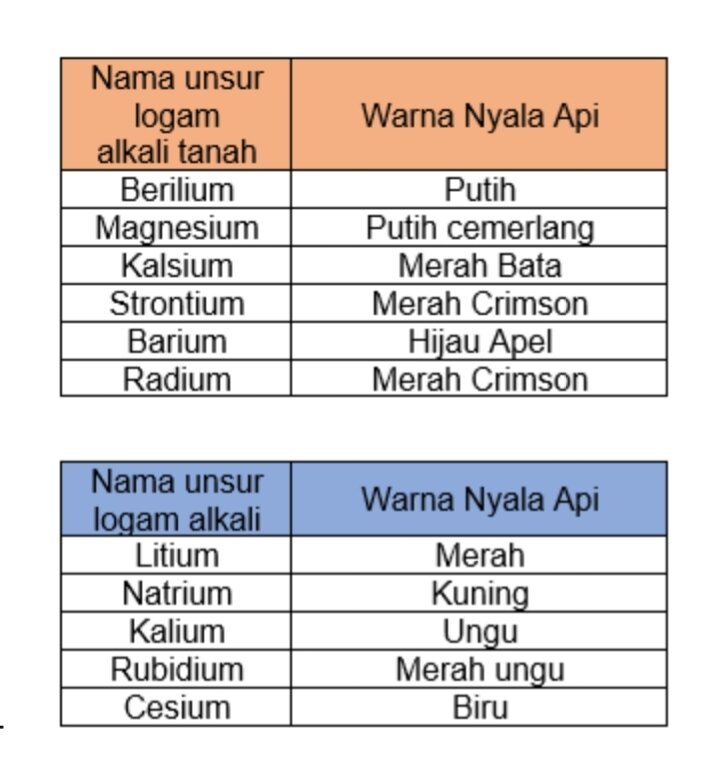 Nama unsur
logam
alkali tanah
Warna Nyala Api
Berilium Putih
Magnesium Putih cemerlang
Kalsium Merah Bata
Strontium Merah Crimson
Barium Hijau Apel
Radium Merah Crimson
Nama unsur
logam alkali
Warna Nyala Api
Litium Merah
Natrium Kuning
Kalium Ungu
Rubidium Merah ungu
Cesium Biru